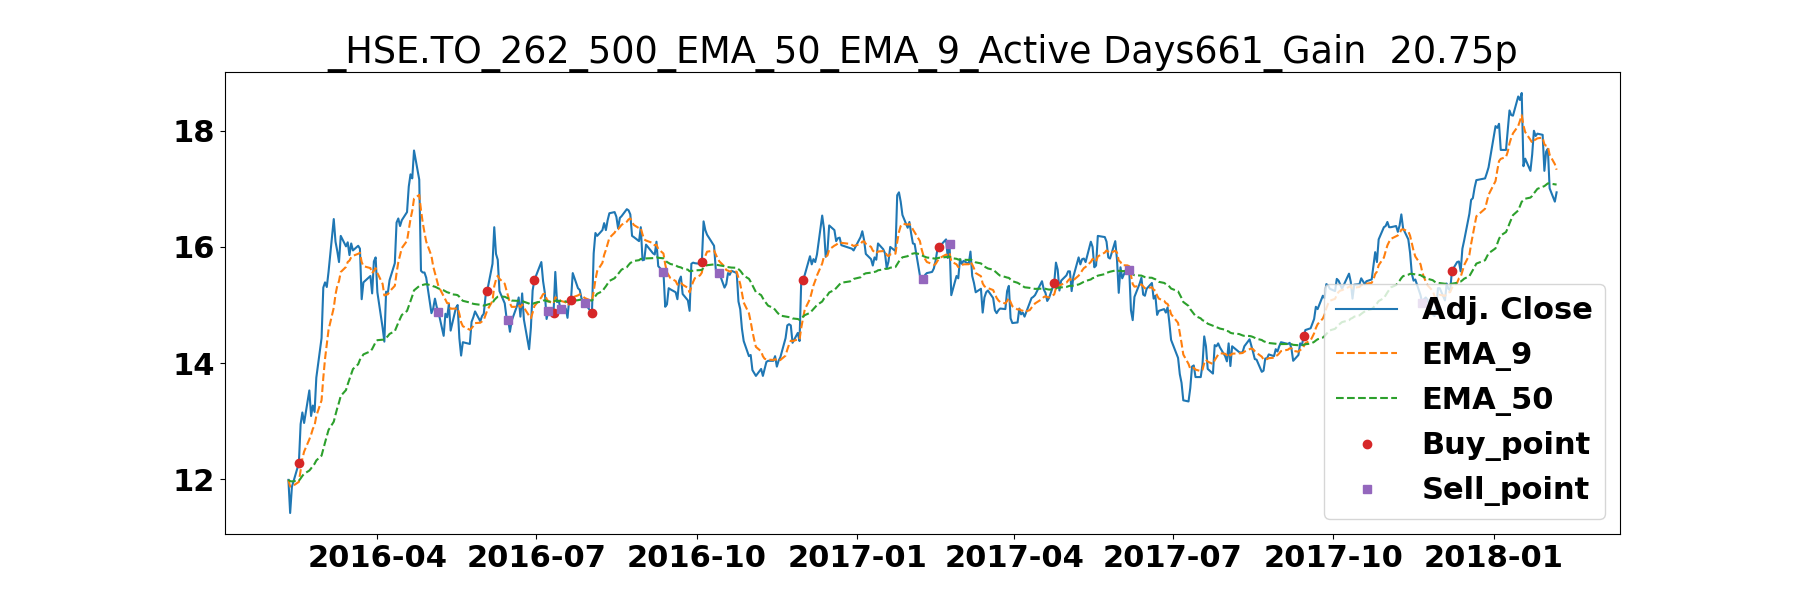 _HSE.TO_262_500_EMA_50_EMA_9_Active Days661_Gain  20.75p
18
16
14
12
2016-04 2016-07 2016-10 2017-01 2017-04 2017-07 2017-10 2018-01
Adj. Close
EMA_9
EMA_50
Buy_point
Sell_point